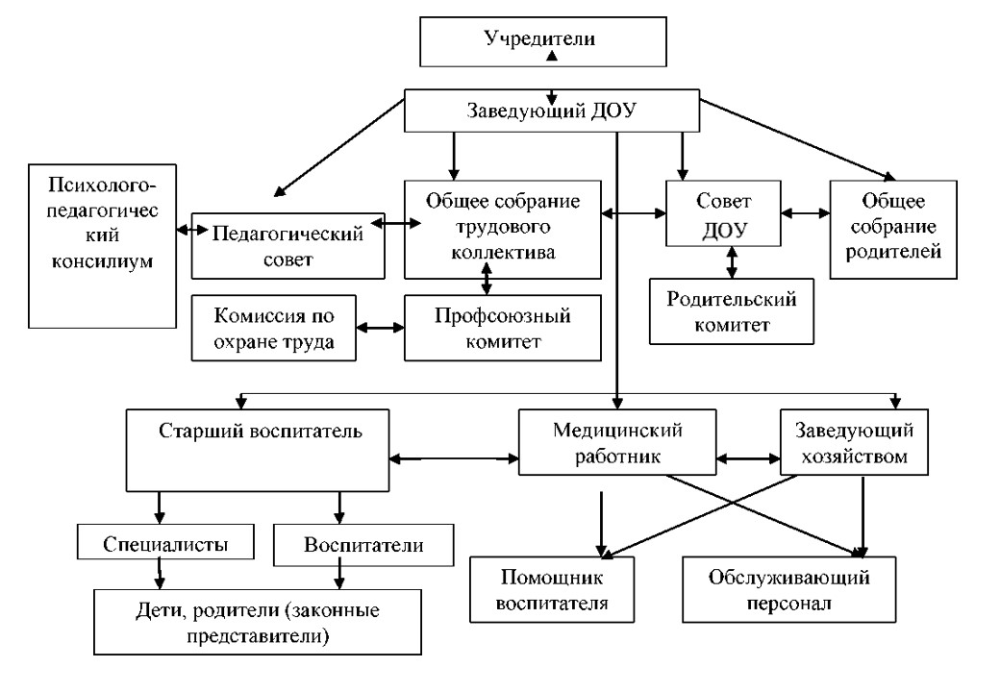 Учредители
Заведующий ДОУ
Психолого-
педагогичес
кий
консилиум
Педагогический
совет
Общее собрание
трудового
коллектива
Совет
ДОУ
Общее
собрание
родителей
Комиссия по
охране труда
Профсоюзный
комитет
Родительский
комитет
Старший воспитатель
Медицинский
работник
Заведующий
хозяйством
Специалисты
Воспитатели
Помощник
воспитателя
Обслуживающий
персонал
Дети, родители (законные
представители)